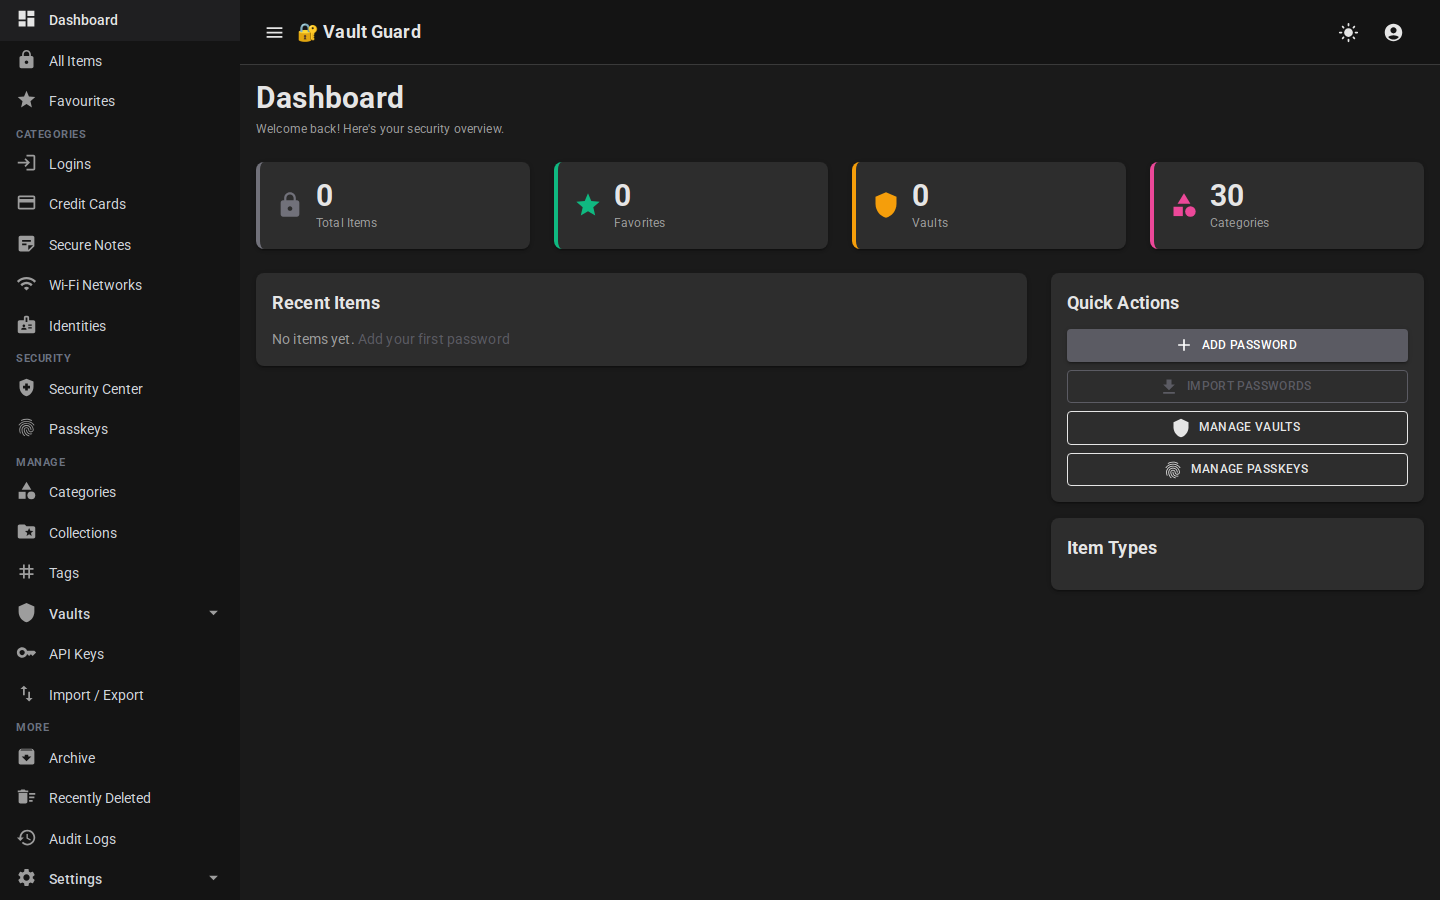 Dashboard
All Items
Favourites
CATEGORIES
Logins
Credit Cards
Secure Notes
Wi-Fi Networks
Identities
SECURITY
Security Center
Passkeys
MANAGE
Categories
Collections
Tags
Vaults
API Keys
Import / Export
MORE
Archive
Recently Deleted
Audit Logs
Settings
Vault Guard
Dashboard
Welcome back! Here's your security overview.
0
Total Items
0
Favorites
0
Vaults
30
Categories
Recent Items
No items yet. Add your first password
Quick Actions
ADD PASSWORD
IMPORT PASSWORDS
MANAGE VAULTS
MANAGE PASSKEYS
Item Types